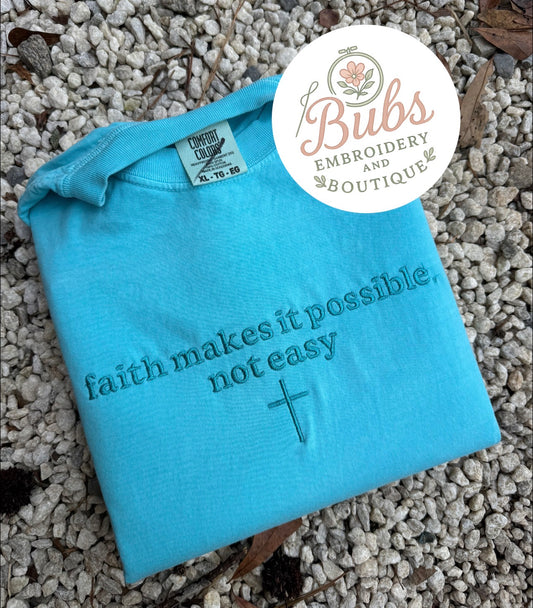 Bubs
EMBROIDERY
AND
BOUTIQUE
COMFORT
COLORS
XL - TG - EG
faith makes it possible,
not easy